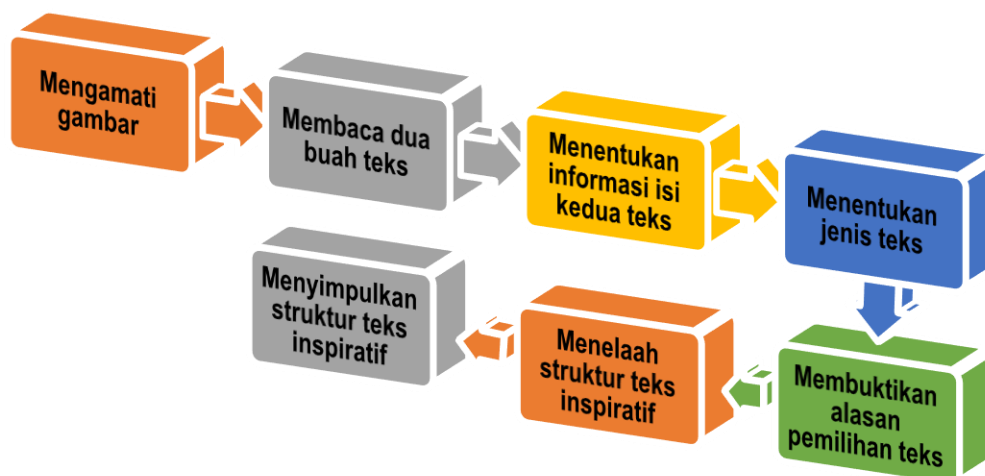 Mengamati
gambar
Membaca dua
buah teks
Menentukan
informasi isi
kedua teks
Menentukan
jenis teks
Membuktikan
alasan
pemilihan teks
Menelaah
struktur teks
inspiratif
Menyimpulkan
struktur teks
inspiratif